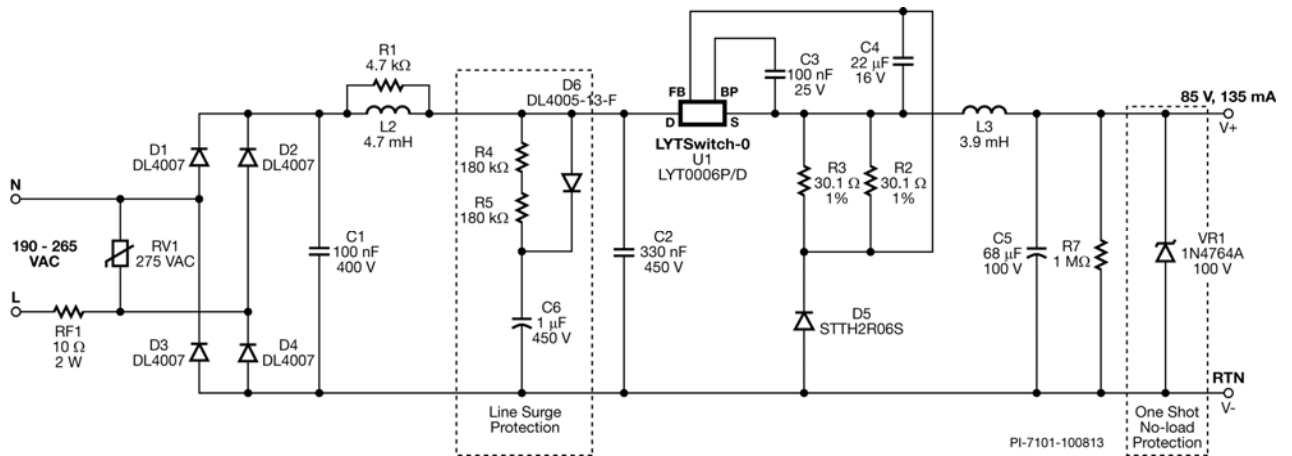 R1
4.7 kΩ
L2
4.7 mH
D1
DL4007
D2
DL4007
N
190 - 265
VAC
RV1
275 VAC
L
RF1
10 Ω
2 W
D3
DL4007
D4
DL4007
C1
100 nF
400 V
D6
DL4005-13-F
R4
180 kΩ
R5
180 kΩ
C6
1 µF
450 V
Line Surge
Protection
C2
330 nF
450 V
FB
BP
D
S
LYTSwitch-0
U1
LYT0006P/D
C3
100 nF
25 V
C4
22 µF
16 V
R3
30.1 Ω
1%
R2
30.1 Ω
1%
D5
STTH2R06S
L3
3.9 mH
C5
68 µF
100 V
R7
1 MΩ
VR1
1N4764A
100 V
85 V, 135 mA
V+
RTN
V-
One Shot
No-load
Protection
PI-7101-100813